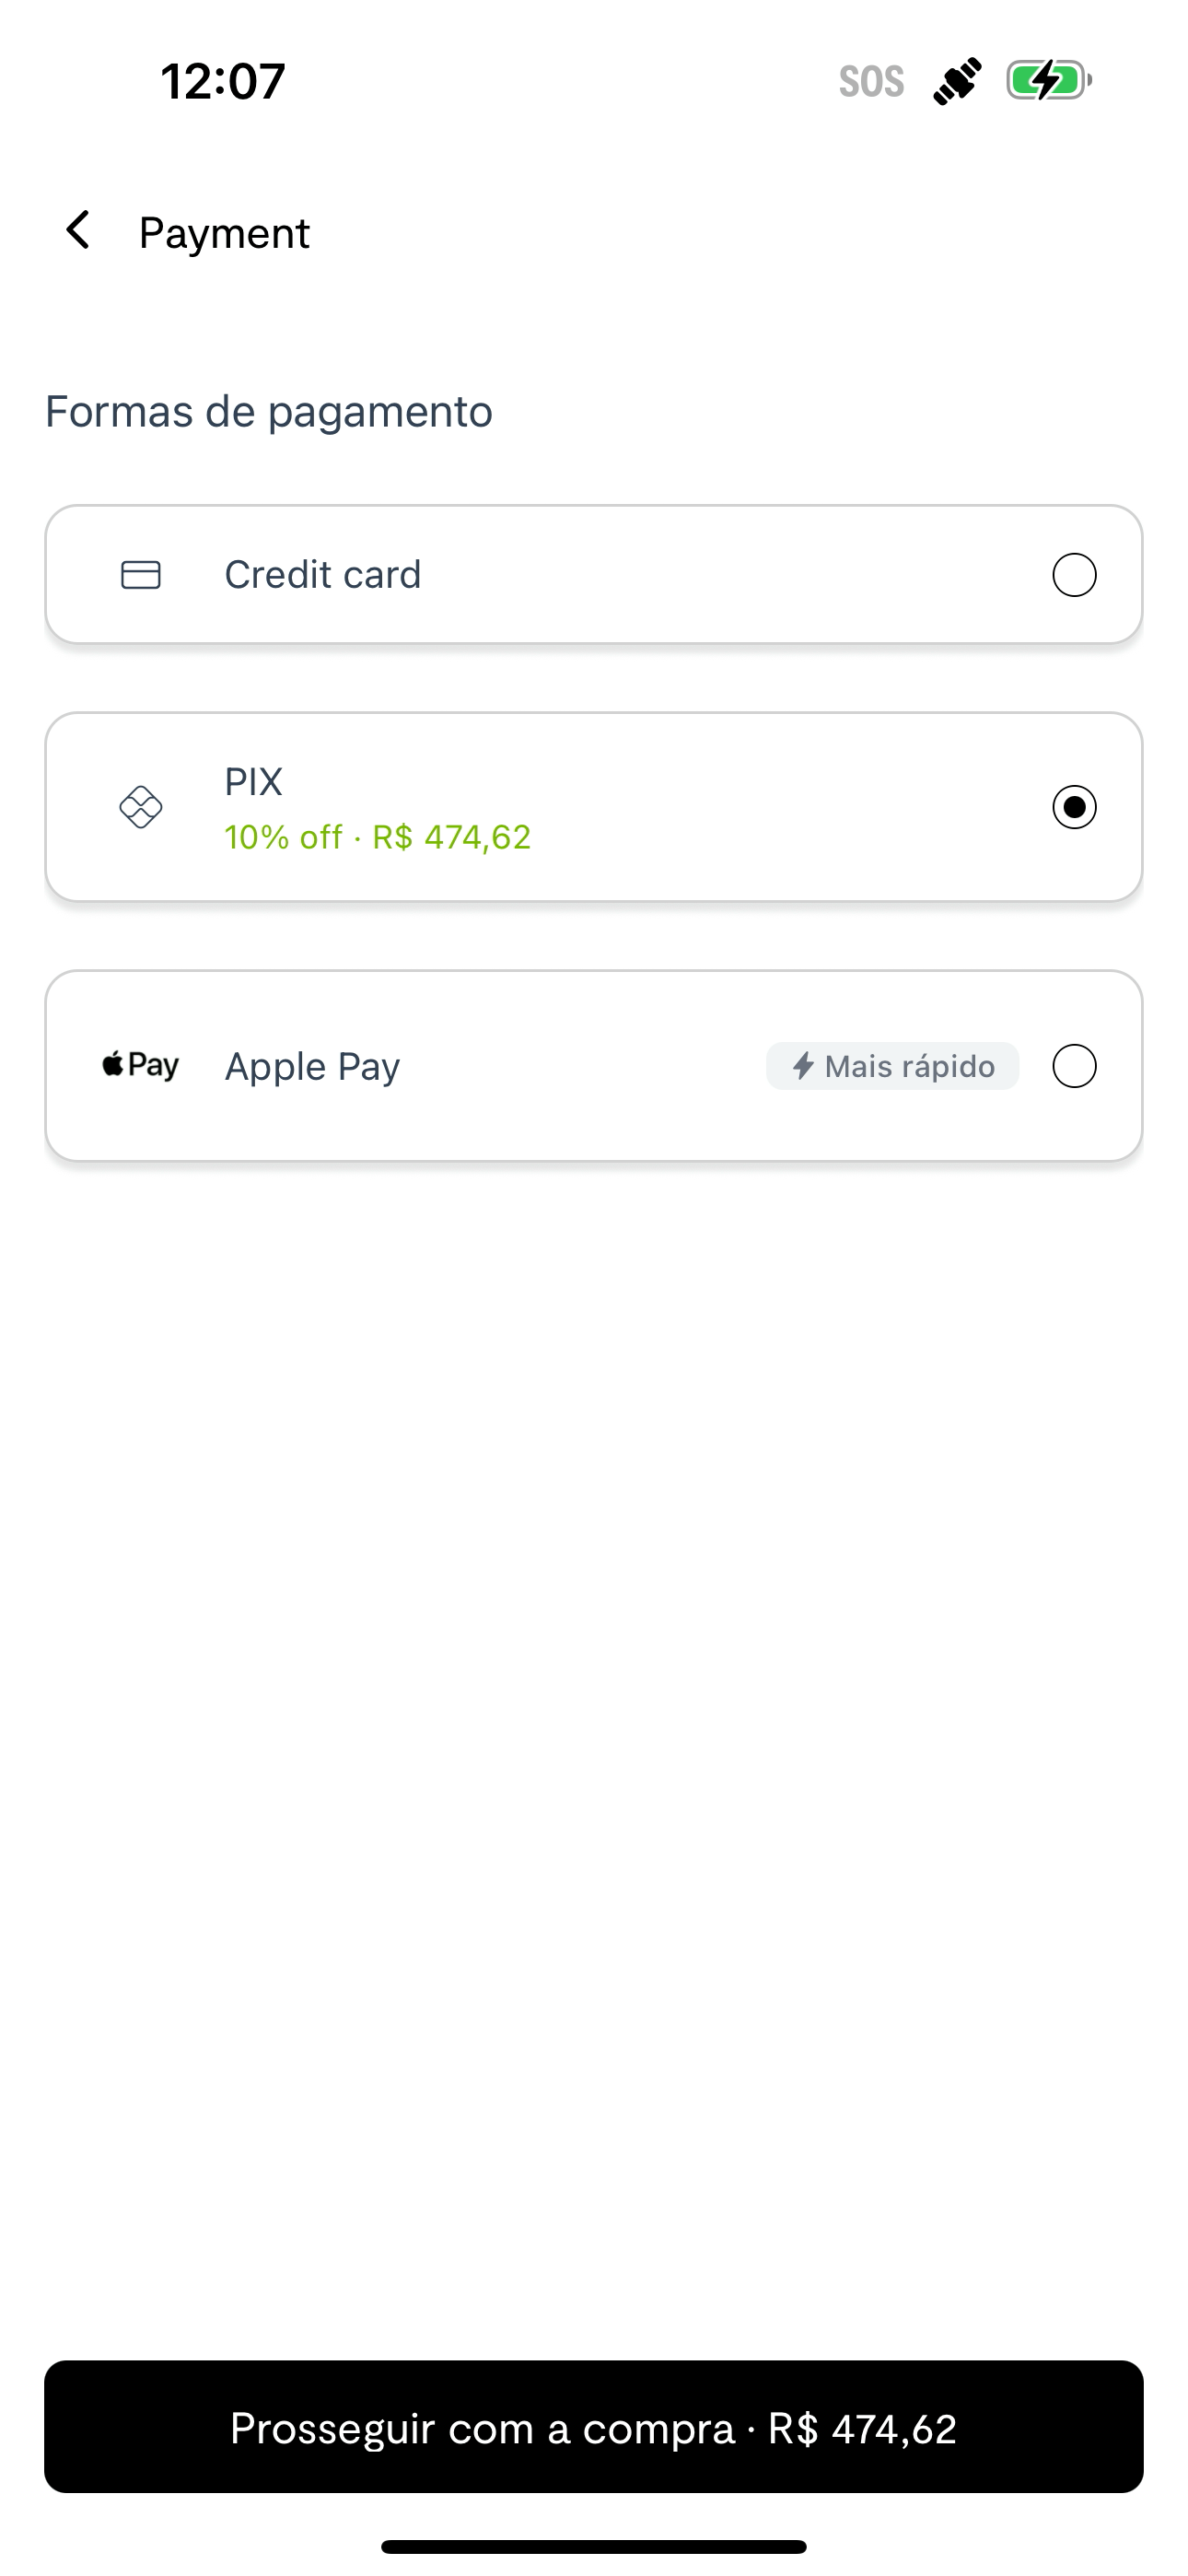 12:07 SOS
Payment
Formas de pagamento
Credit card
PIX
10% off · R$ 474,62
Pay Apple Pay Mais rápido
Prosseguir com a compra · R$ 474,62